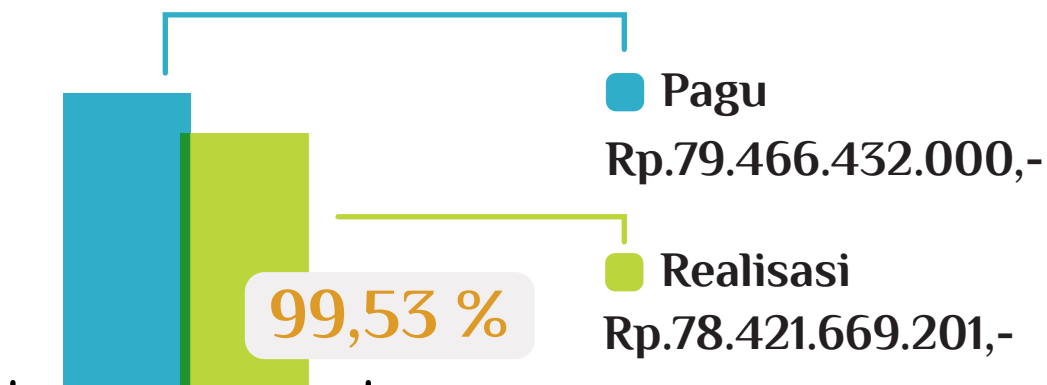 Pagu
Rp.79.466.432.000,-
Realisasi
99,53 %
Rp.78.421.669.201,-